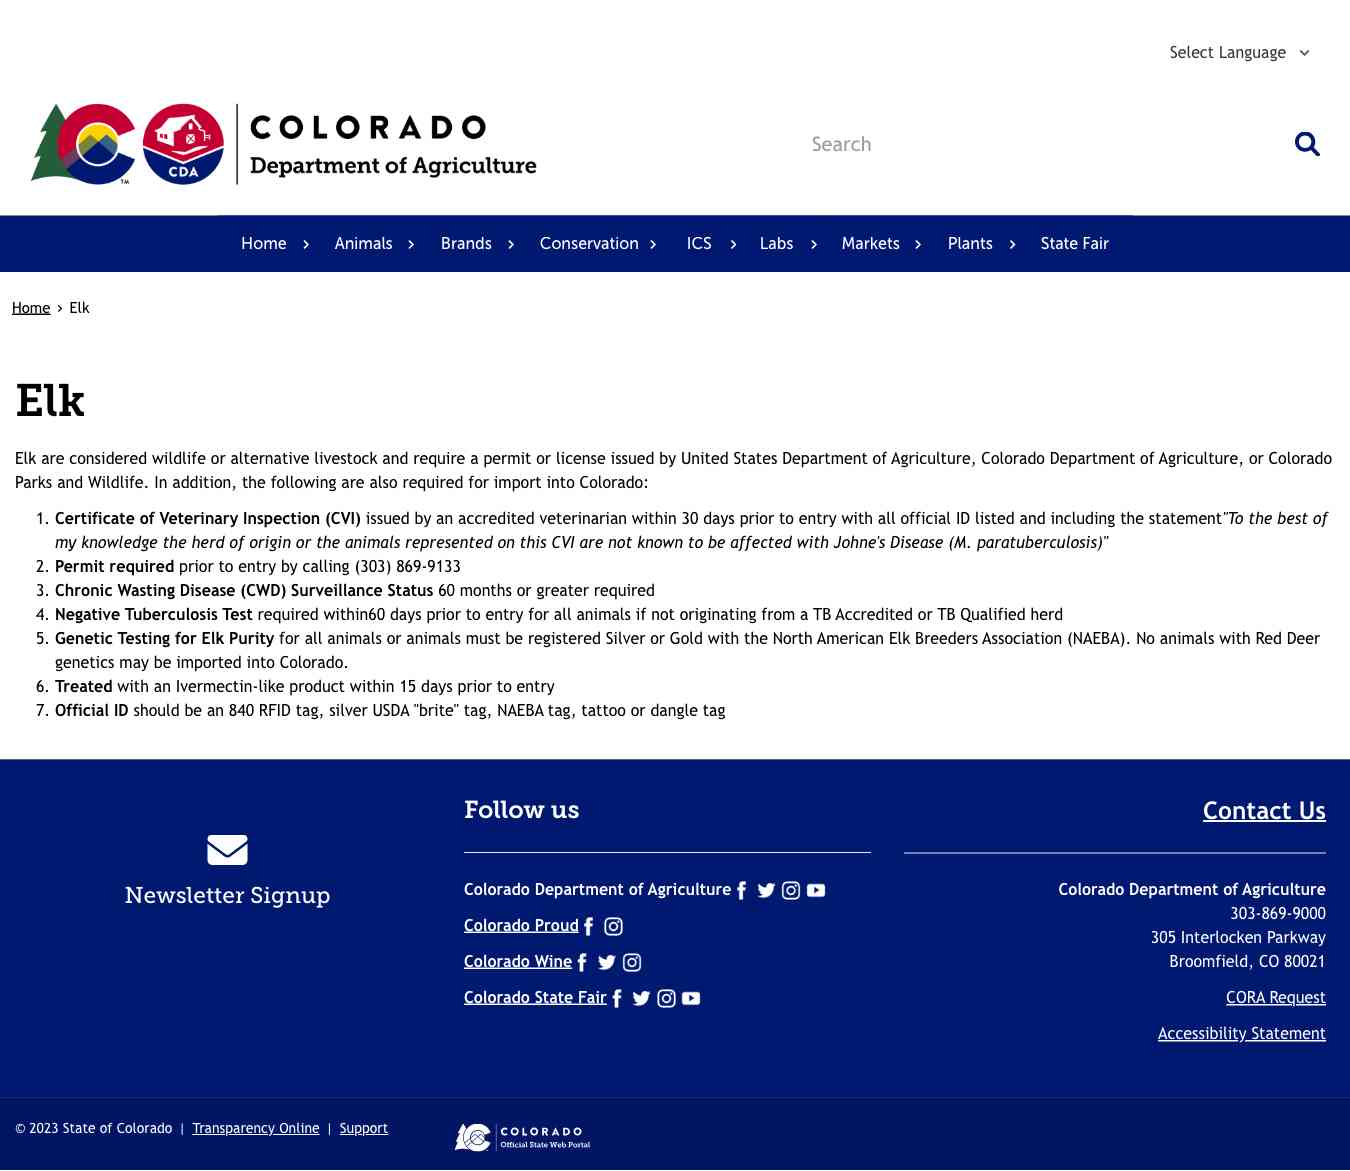 Select Language
TM
CDA
COLORADO
Department of Agriculture
Search
Home
Animals
Brands
Conservation
ICS
Labs
Markets
Plants
State Fair
Home › Elk
Elk
Elk are considered wildlife or alternative livestock and require a permit or license issued by United States Department of Agriculture, Colorado Department of Agriculture, or Colorado
Parks and Wildlife. In addition, the following are also required for import into Colorado:
1. Certificate of Veterinary Inspection (CVI) issued by an accredited veterinarian within 30 days prior to entry with all official ID listed and including the statement"To the best of
my knowledge the herd of origin or the animals represented on this CVI are not known to be affected with Johne's Disease (M. paratuberculosis)"
2. Permit required prior to entry by calling (303) 869-9133
3. Chronic Wasting Disease (CWD) Surveillance Status 60 months or greater required
4. Negative Tuberculosis Test required within60 days prior to entry for all animals if not originating from a TB Accredited or TB Qualified herd
5. Genetic Testing for Elk Purity for all animals or animals must be registered Silver or Gold with the North American Elk Breeders Association (NAEBA). No animals with Red Deer
genetics may be imported into Colorado.
6. Treated with an Ivermectin-like product within 15 days prior to entry
7. Official ID should be an 840 RFID tag, silver USDA "brite" tag, NAEBA tag, tattoo or dangle tag
Newsletter Signup
Follow us
Colorado Department of Agriculture
Colorado Proud
Colorado Wine
Colorado State Fair
Contact Us
Colorado Department of Agriculture
303-869-9000
305 Interlocken Parkway
Broomfield, CO 80021
CORA Request
Accessibility Statement
© 2023 State of Colorado | Transparency Online | Support
COLORADO
Official State Web Portal